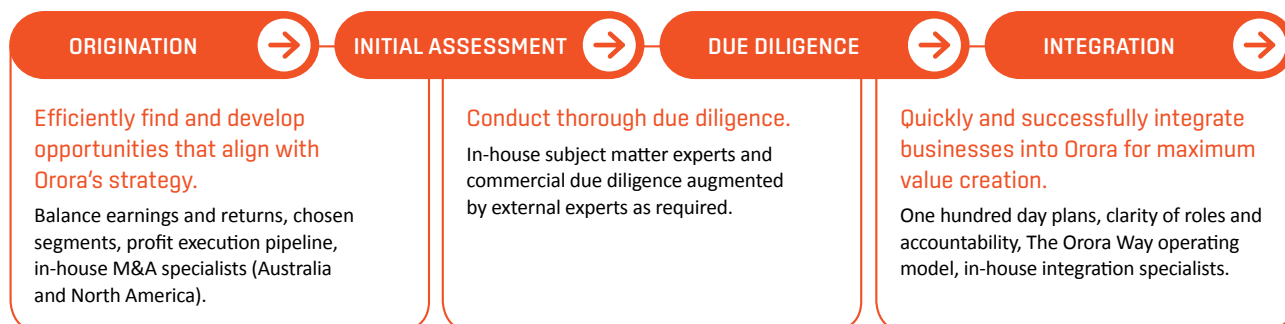 ORIGINATION
INITIAL ASSESSMENT
DUE DILIGENCE
INTEGRATION
Efficiently find and develop
opportunities that align with
Orora's strategy.
Balance earnings and returns, chosen
segments, profit execution pipeline,
in-house M&A specialists (Australia
and North America).
Conduct thorough due diligence.
In-house subject matter experts and
commercial due diligence augmented
by external experts as required.
Quickly and successfully integrate
businesses into Orora for maximum
value creation.
One hundred day plans, clarity of roles and
accountability, The Orora Way operating
model, in-house integration specialists.